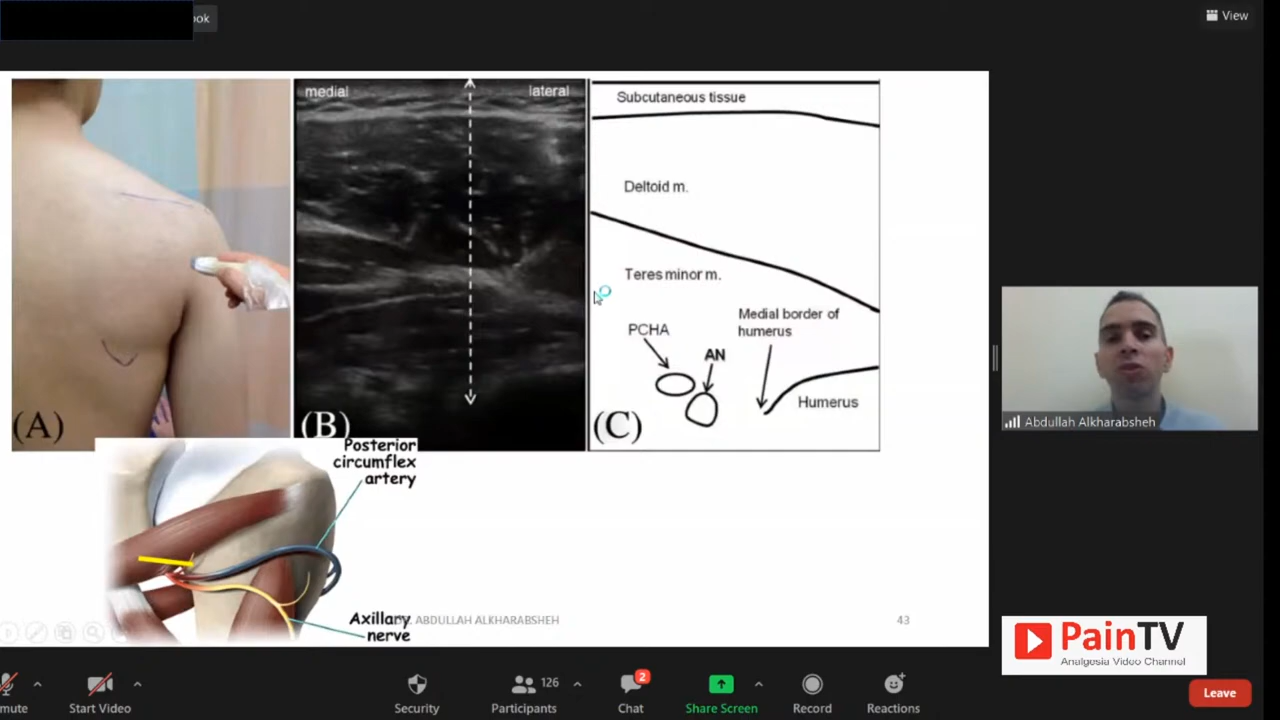 ook
View
medial
lateral
Subcutaneous tissue
Deltoid m.
Teres minor m.
Medial border of
humerus
PCHA
AN
Humerus
(A)
(B)
(C)
Posterior
circumflex
artery
Axillary
nerve
ABDULLAH ALKHARABSHEH
43
Abdullah Alkharabsheh
PainTV
Analgesia Video Channel
mute
Start Video
Security
126
Participants
2
Chat
Share Screen
Record
Reactions
Leave